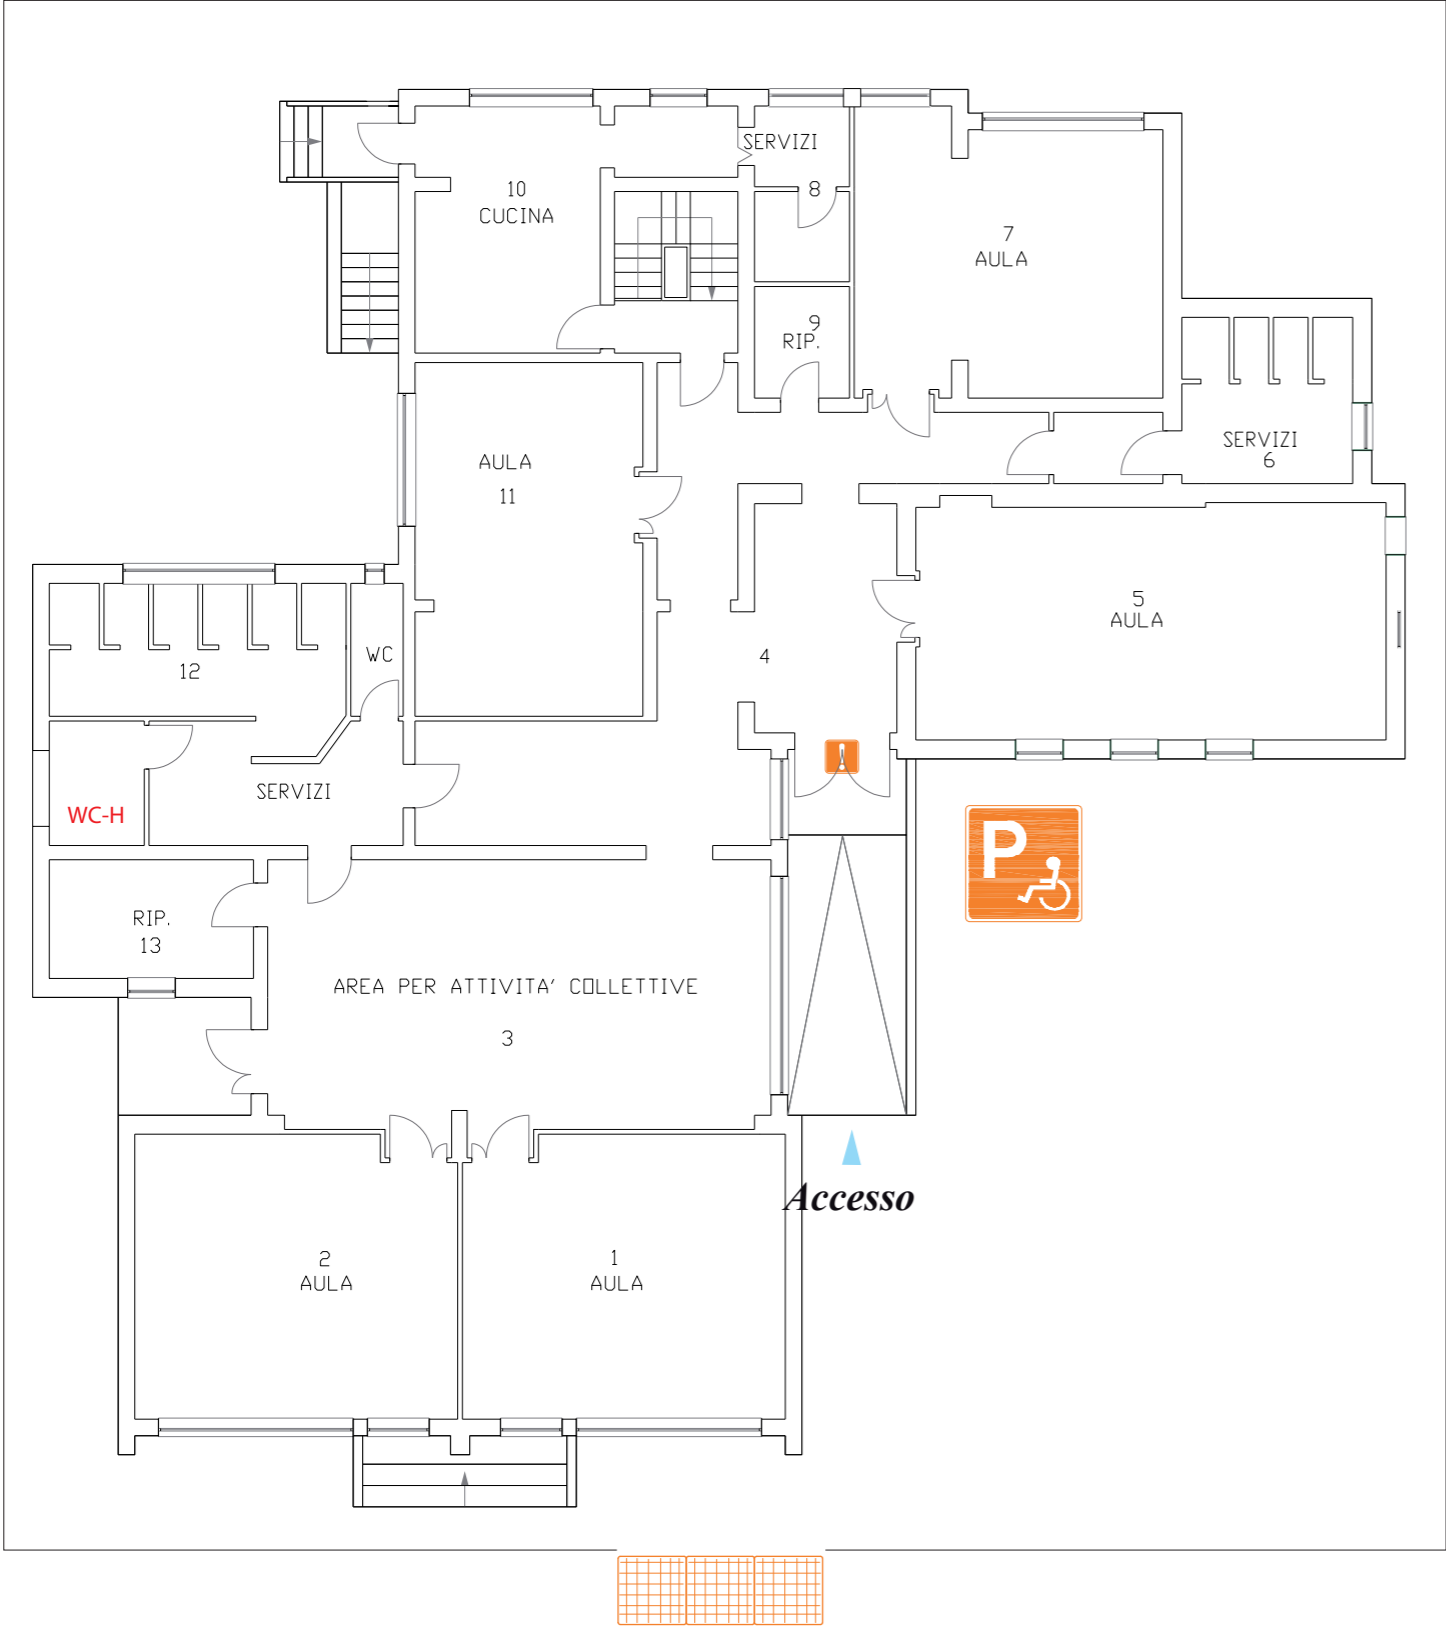 SERVIZI
8
10
CUCINA
7
AULA
9
RIP.
SERVIZI
6
AULA
11
5
AULA
4
WC
12
SERVIZI
WC-H
P
RIP.
13
AREA PER ATTIVITA' COLLETTIVE
3
Accesso
2
AULA
1
AULA